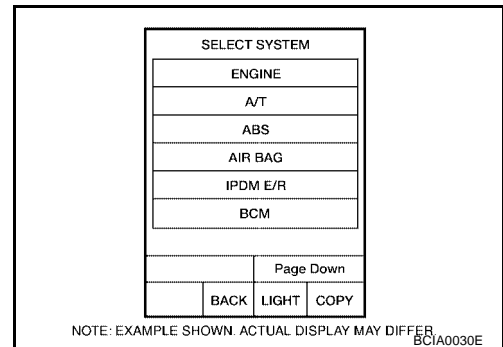 SELECT SYSTEM
ENGINE
A/T
ABS
AIR BAG
IPDM E/R
BCM
Page Down
BACK LIGHT COPY
NOTE: EXAMPLE SHOWN. ACTUAL DISPLAY MAY DIFFER.
BCIA0030E